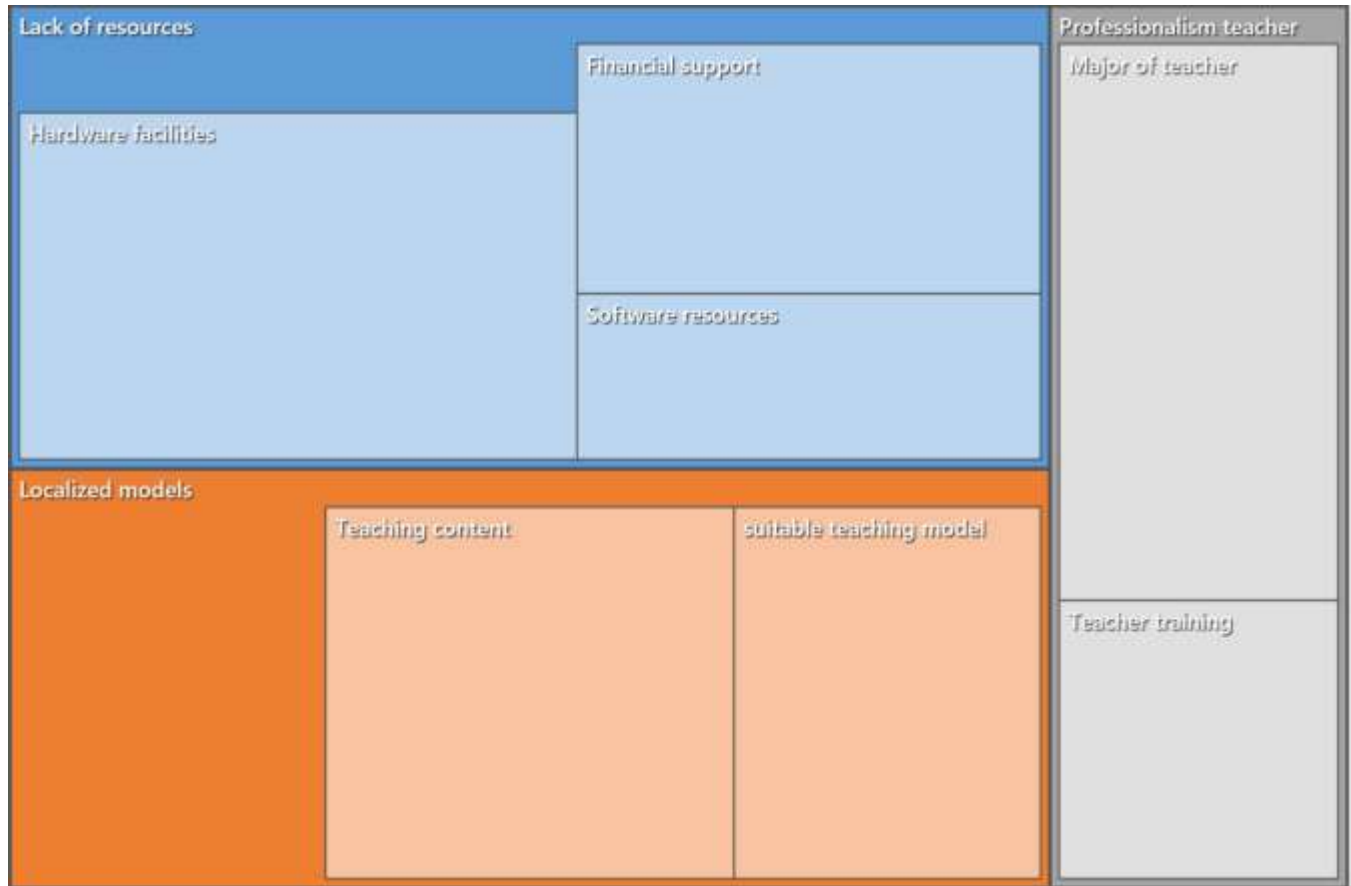 Lack of resources
Hardware facilities
Financial support
Software resources
Localized models
Teaching content
suitable teaching model
Professionalism teacher
Major of teacher
Teacher training